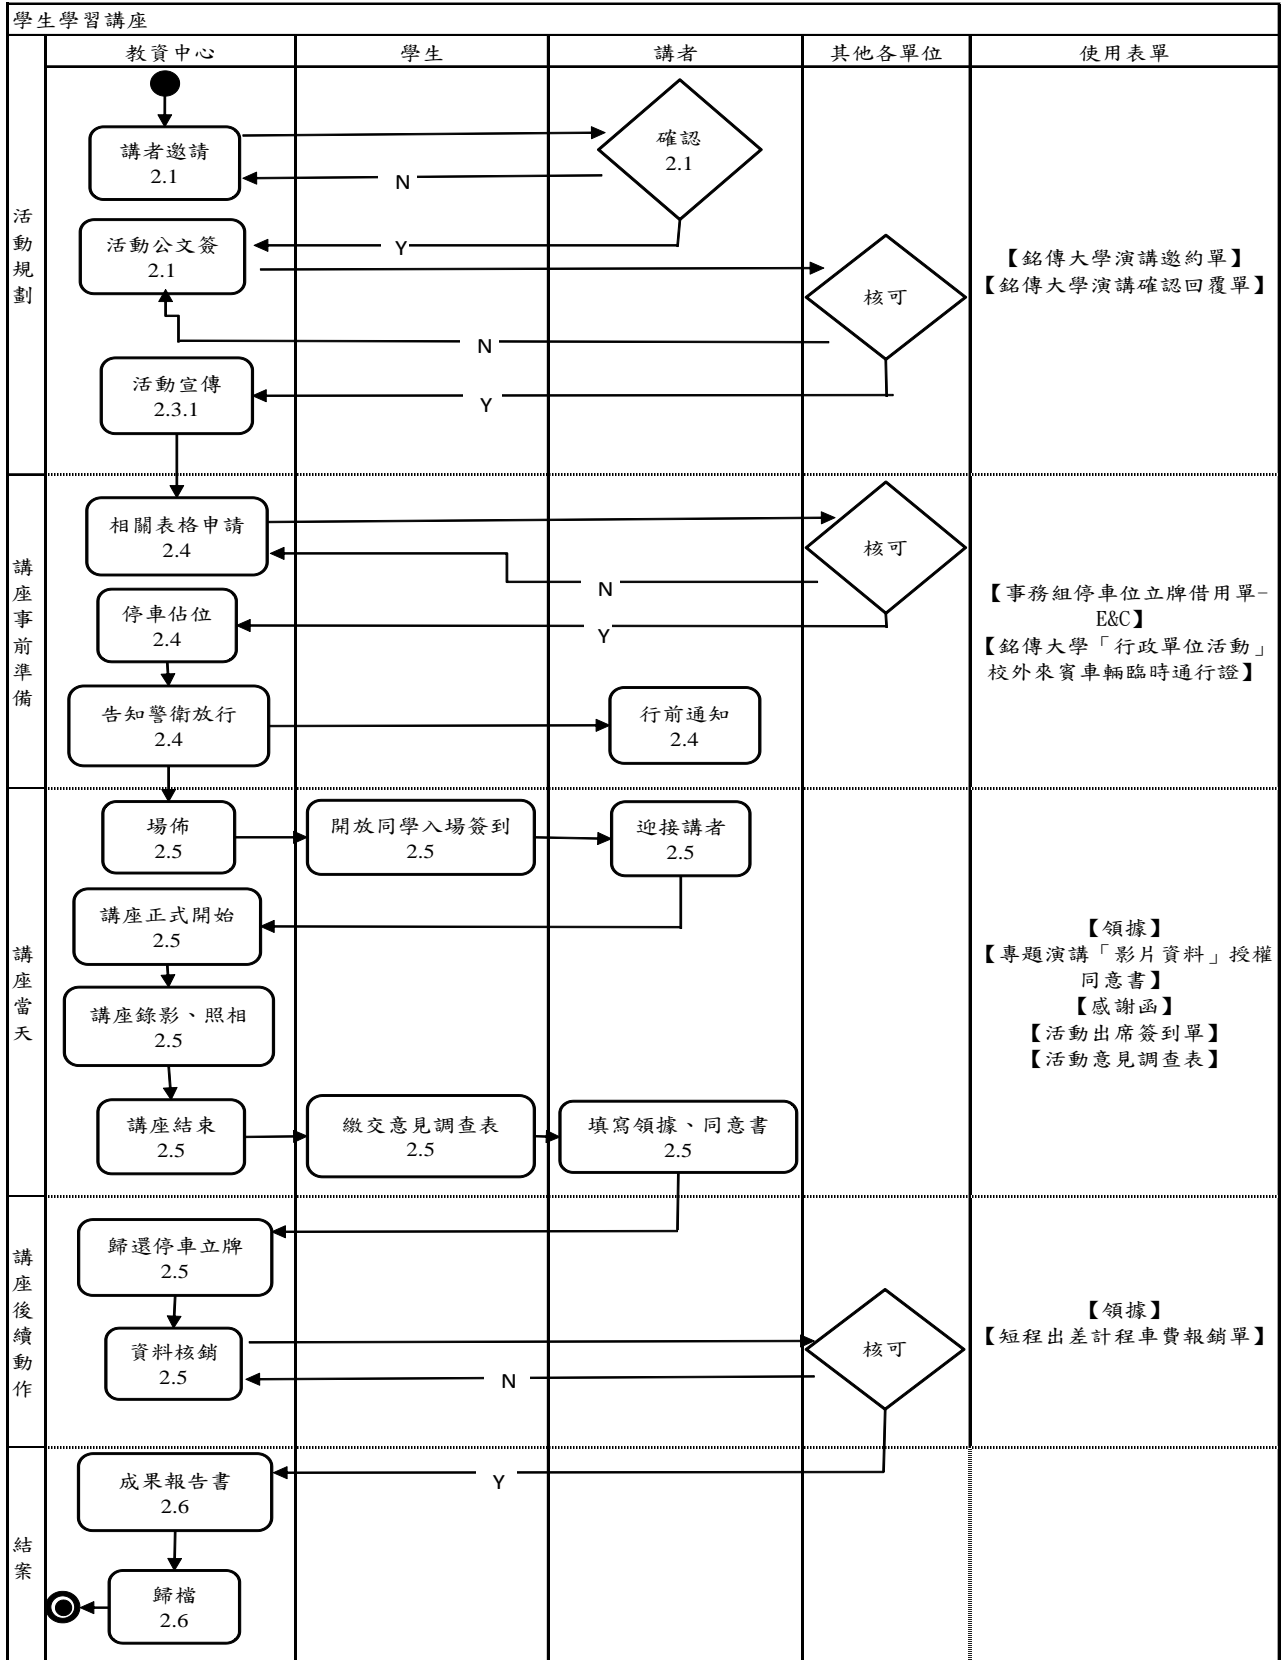 學生學習講座
教資中心
學生
講者
其他各單位
使用表單
活動規劃
講者邀請
2.1
確認
2.1
N
活動公文簽
2.1
Y
核可
N
活動宣傳
2.3.1
Y
【銘傳大學演講邀約單】
【銘傳大學演講確認回覆單】
講座事前準備
相關表格申請
2.4
核可
N
停車佔位
2.4
Y
告知警衛放行
2.4
行前通知
2.4
【事務組停車位立牌借用單-
E&C】
【銘傳大學「行政單位活動」
校外來賓車輛臨時通行證】
講座當天
場佈
2.5
開放同學入場簽到
2.5
迎接講者
2.5
講座正式開始
2.5
講座錄影、照相
2.5
講座結束
2.5
繳交意見調查表
2.5
填寫領據、同意書
2.5
【領據】
【專題演講「影片資料」授權
同意書】
【感謝函】
【活動出席簽到單】
【活動意見調查表】
講座後續動作
歸還停車立牌
2.5
資料核銷
2.5
核可
N
【領據】
【短程出差計程車費報銷單】
結案
成果報告書
2.6
Y
歸檔
2.6